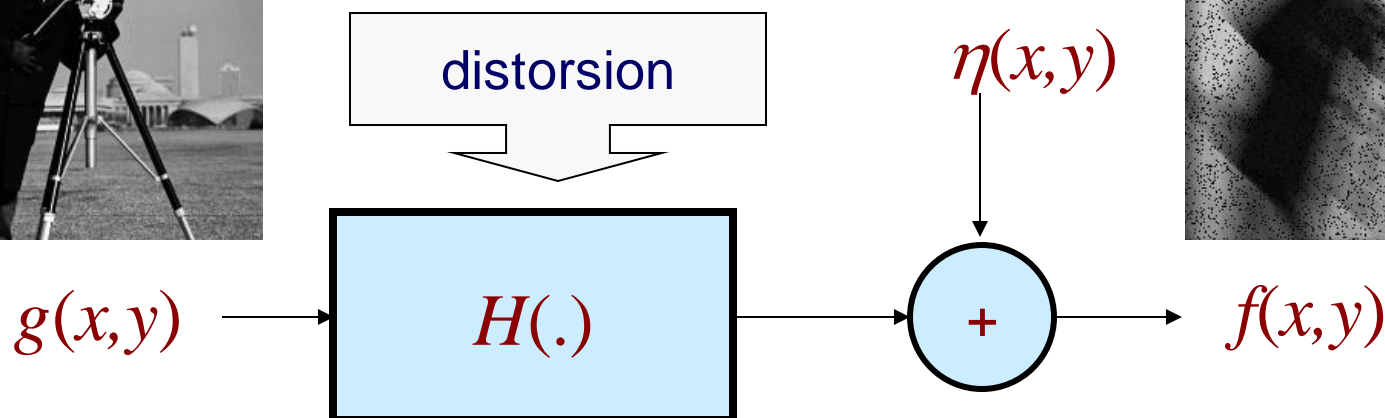 distorsion
η(x,y)
g(x,y)
H(.)
+
f(x,y)